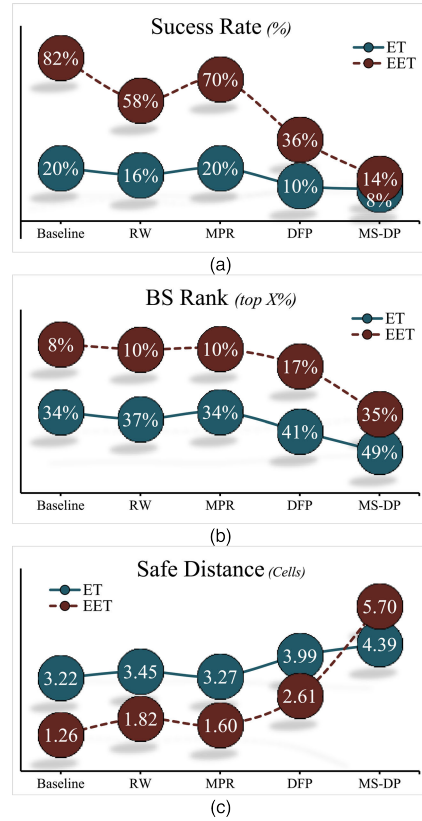 Sucess Rate (%)
ET
EET
82%
58%
70%
36%
14%
20%
16%
20%
10%
8%
Baseline RW MPR DFP MS-DP
(a)
BS Rank (top X%)
ET
EET
8%
10%
10%
17%
35%
34%
37%
34%
41%
49%
Baseline RW MPR DFP MS-DP
(b)
Safe Distance (Cells)
ET
EET
5.70
3.22
3.45
3.27
3.99
4.39
1.26
1.82
1.60
2.61
Baseline RW MPR DFP MS-DP
(c)